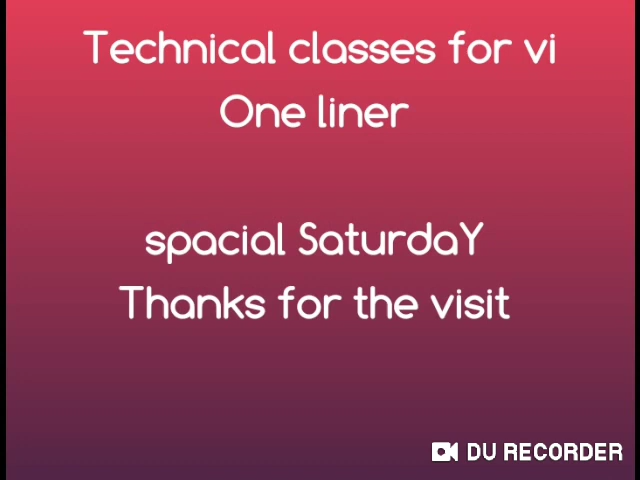 Technical classes for vi
One liner
spacial SaturdaY
Thanks for the visit
DU RECORDER